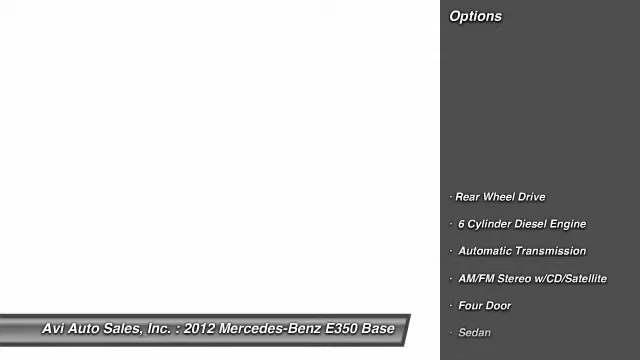 Options
· Rear Wheel Drive
· 6 Cylinder Diesel Engine
· Automatic Transmission
· AM/FM Stereo w/CD/Satellite
· Four Door
· Sedan
Avi Auto Sales, Inc. : 2012 Mercedes-Benz E350 Base